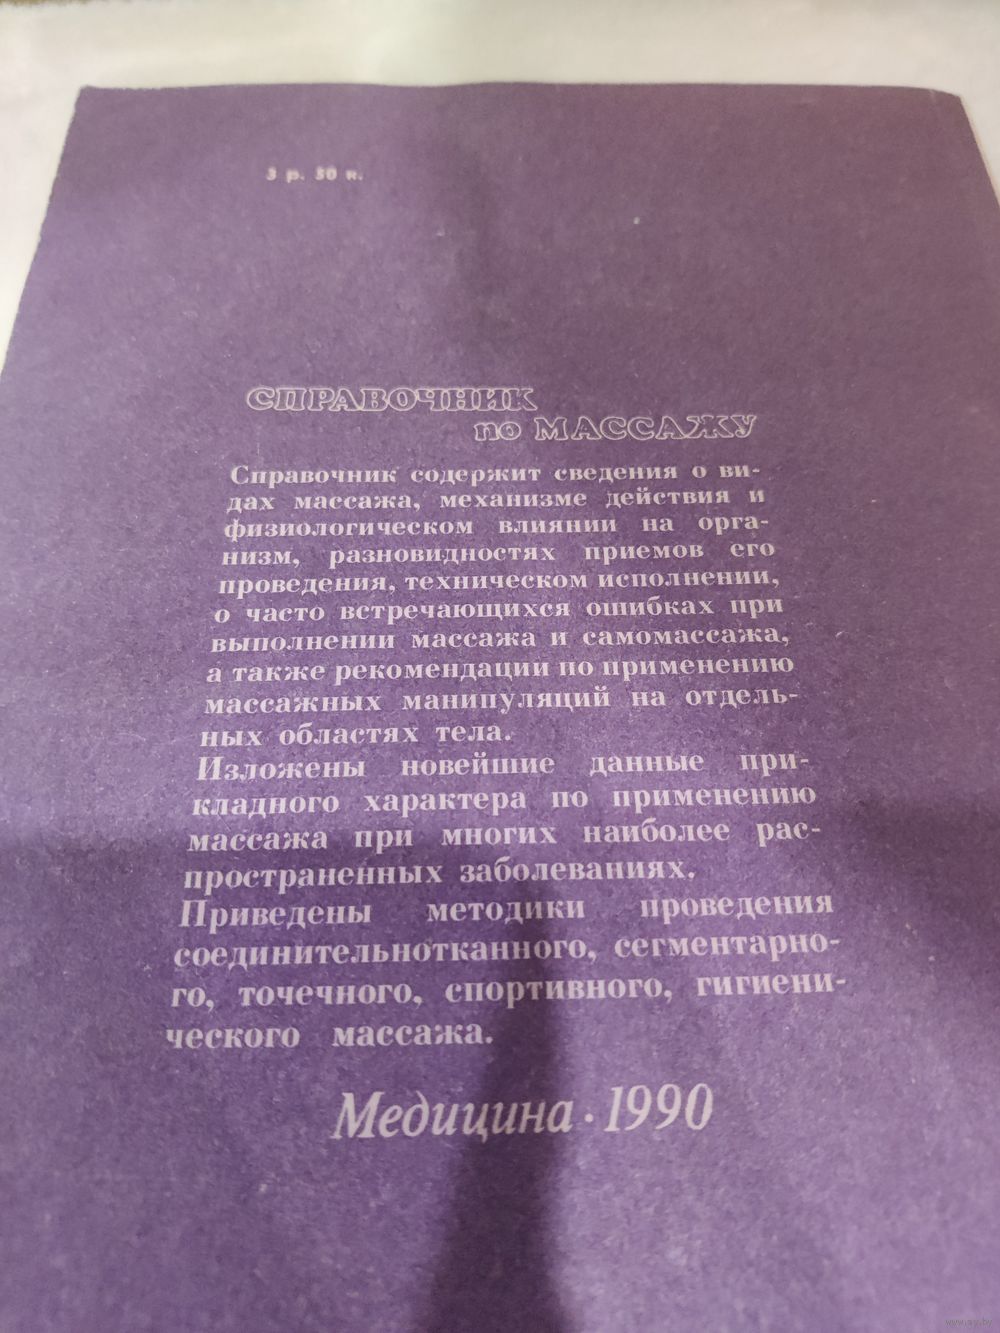 3 р. 30 к.
СПРАВОЧНИК
по МАССАЖУ
Справочник содержит сведения о ви-
дах массажа, механизме действия и
физиологическом влиянии на орга-
низм, разновидностях приемов его
проведения, техническом исполнении,
о часто встречающихся ошибках при
выполнении массажа и самомассажа,
а также рекомендации по применению
массажных манипуляций на отдель-
ных областях тела.
Изложены новейшие данные при-
кладного характера по применению
массажа при многих наиболее рас-
пространенных заболеваниях.
Приведены методики проведения
соединительнотканного, сегментарно-
го, точечного, спортивного, гигиени-
ческого массажа.
Медицина · 1990